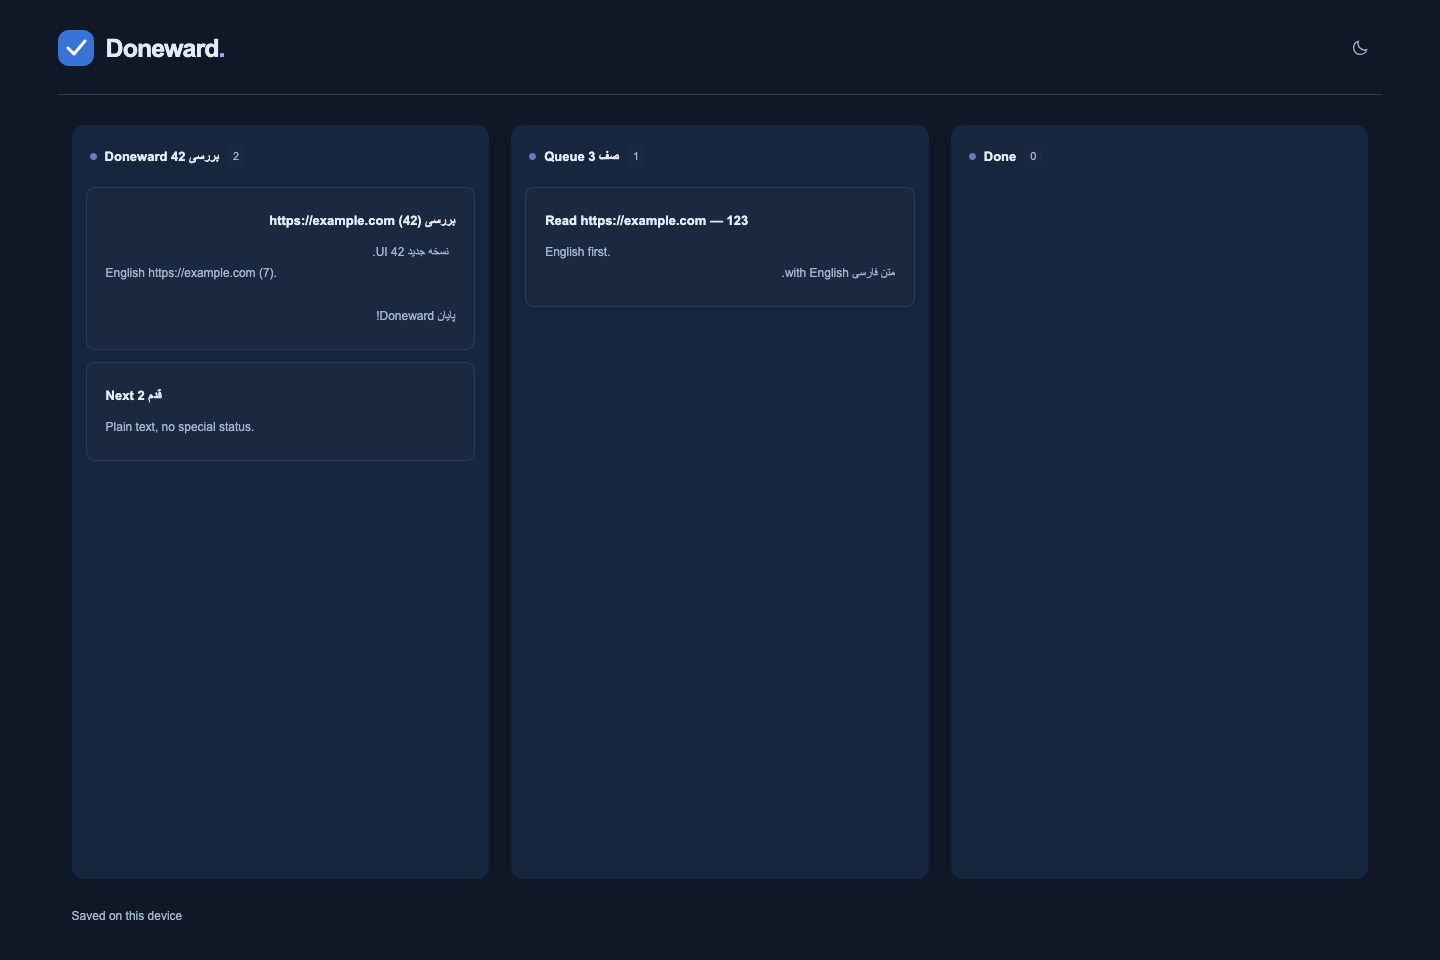 Doneward.
Doneward 42 بررسی 2
بررسی (42) https://example.com
نسخه جدید UI 42.
English https://example.com (7).
پایان Doneward!
Next 2 قدم
Plain text, no special status.
Queue 3 صف 1
Read https://example.com — 123
English first.
متن فارسی with English.
Done 0
Saved on this device